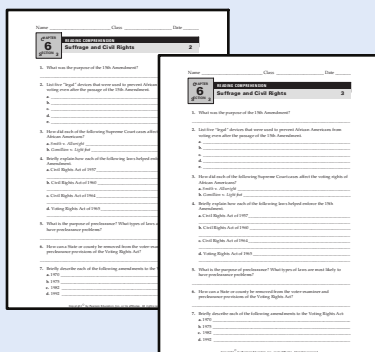 Name Class Date
CHAPTER
6
SECTION 2
READING COMPREHENSION
Suffrage and Civil Rights 2
1. What was the purpose of the 15th Amendment?
2. List five "legal" devices that were used to prevent African
voting even after the passage of the 15th Amendment.
a.
b.
c.
d.
e.
3. How did each of the following Supreme Court cases affect
African Americans?
a. Smith v. Allwright
b. Gomillion v. Lightfoot
4. Briefly explain how each of the following laws helped
Amendment.
a. Civil Rights Act of 1957
b. Civil Rights Act of 1960
c. Civil Rights Act of 1964
d. Voting Rights Act of 1965
5. What is the purpose of preclearance? What types of laws
have preclearance problems?
6. How can a State or county be removed from the voter-examiner
preclearance provisions of the Voting Rights Act?
7. Briefly describe each of the following amendments to the
a. 1970
b. 1975
c. 1982
d. 1992
Name Class Date
CHAPTER
6
SECTION 3
READING COMPREHENSION
Suffrage and Civil Rights 3
1. What was the purpose of the 15th Amendment?
2. List five "legal" devices that were used to prevent African Americans from
voting even after the passage of the 15th Amendment.
a.
b.
c.
d.
e.
3. How did each of the following Supreme Court cases affect the voting rights of
African Americans?
a. Smith v. Allwright
b. Gomillion v. Lightfoot
4. Briefly explain how each of the following laws helped enforce the 15th
Amendment.
a. Civil Rights Act of 1957
b. Civil Rights Act of 1960
c. Civil Rights Act of 1964
d. Voting Rights Act of 1965
5. What is the purpose of preclearance? What types of laws are most likely to
have preclearance problems?
6. How can a State or county be removed from the voter-examiner and
preclearance provisions of the Voting Rights Act?
7. Briefly describe each of the following amendments to the Voting Rights Act.
a. 1970
b. 1975
c. 1982
d. 1992